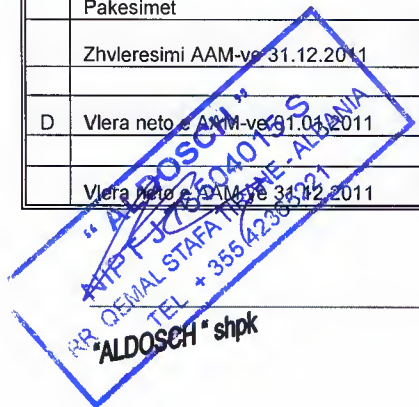 Pakesimet
Zhvleresimi AAM-ve 31.12.2011
D Vlera neto e AAM-ve 01.01.2011
Vlera neto e AAM-ve 31.12.2011
"ALDOSCH"
NIPT S
RR QEMAL STAFA TIRANE - ALBANIA
TEL + 355
"ALDOSCH" shpk